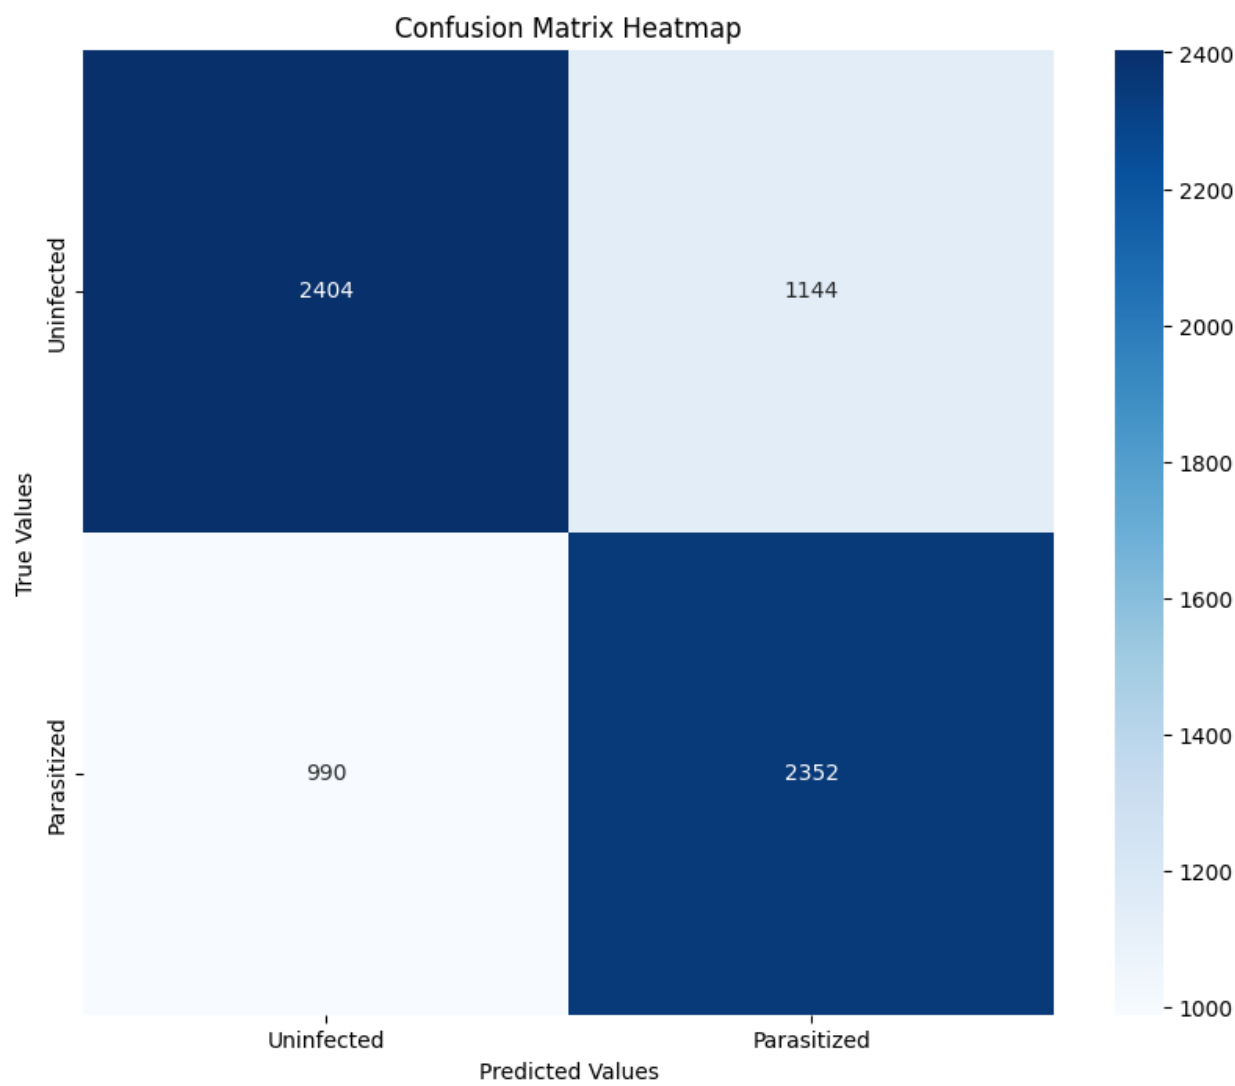 Confusion Matrix Heatmap
True Values
Uninfected
Parasitized
2404
1144
990
2352
Uninfected
Parasitized
Predicted Values
2400
2200
2000
1800
1600
1400
1200
1000